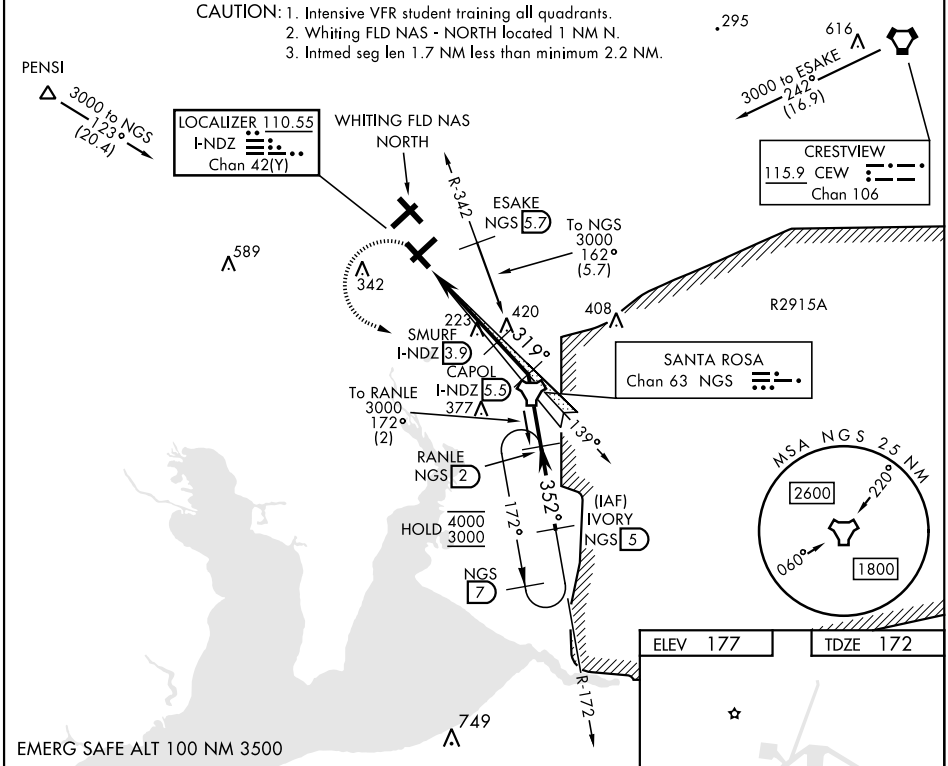 CAUTION: 1. Intensive VFR student training all quadrants.
2. Whiting FLD NAS - NORTH located 1 NM N.
3. Intmed seg len 1.7 NM less than minimum 2.2 NM.
295
616
PENSI
3000 to NGS
123°
(20.4)
3000 to ESAKE
242°
(16.9)
LOCALIZER 110.55
I-NDZ
Chan 42(Y)
WHITING FLD NAS
NORTH
CRESTVIEW
115.9 CEW
Chan 106
R-342
ESAKE
NGS 5.7
To NGS
3000
162°
(5.7)
589
342
223
420
408
R2915A
319°
SMURF
I-NDZ 3.9
CAPOL
I-NDZ 5.5
377
SANTA ROSA
Chan 63 NGS
To RANLE
3000
172°
(2)
139°
RANLE
NGS 2
352°
172°
HOLD 4000
3000
(IAF)
IVORY
NGS 5
NGS
7
MSA NGS 25 NM
2600
220°
060°
1800
ELEV 177
TDZE 172
R-172
749
EMERG SAFE ALT 100 NM 3500